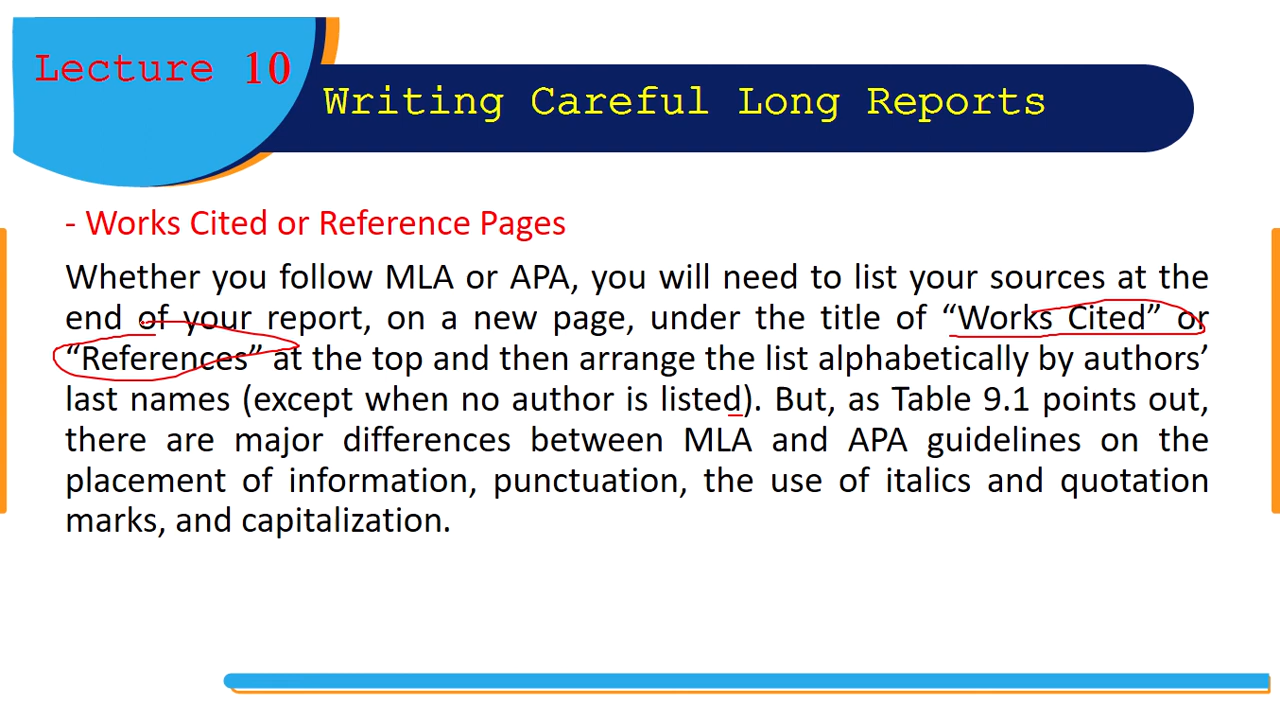 Lecture 10
Writing Careful Long Reports
- Works Cited or Reference Pages
Whether you follow MLA or APA, you will need to list your sources at the
end of your report, on a new page, under the title of “Works Cited” or
“References” at the top and then arrange the list alphabetically by authors’
last names (except when no author is listed). But, as Table 9.1 points out,
there are major differences between MLA and APA guidelines on the
placement of information, punctuation, the use of italics and quotation
marks, and capitalization.